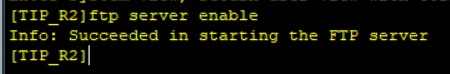 [TIP_R2]ftp server enable
Info: Succeeded in starting the FTP server
[TIP_R2]